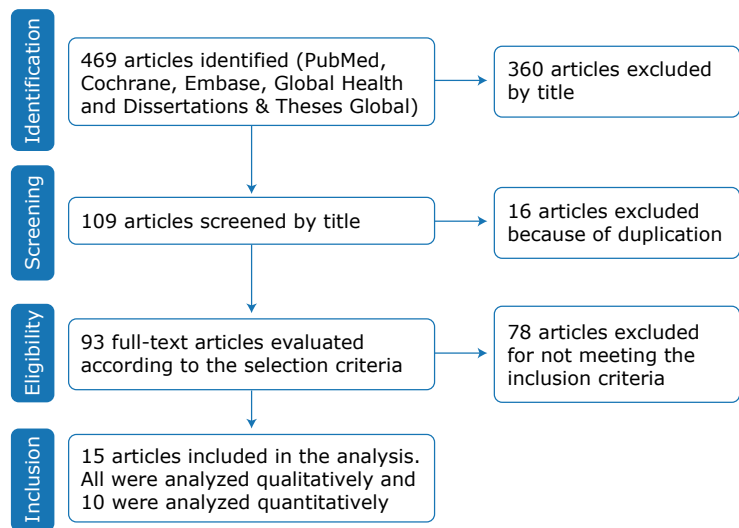 Identification
469 articles identified (PubMed,
Cochrane, Embase, Global Health
and Dissertations & Theses Global)
360 articles excluded
by title
Screening
109 articles screened by title
16 articles excluded
because of duplication
Eligibility
93 full-text articles evaluated
according to the selection criteria
78 articles excluded
for not meeting the
inclusion criteria
Inclusion
15 articles included in the analysis.
All were analyzed qualitatively and
10 were analyzed quantitatively